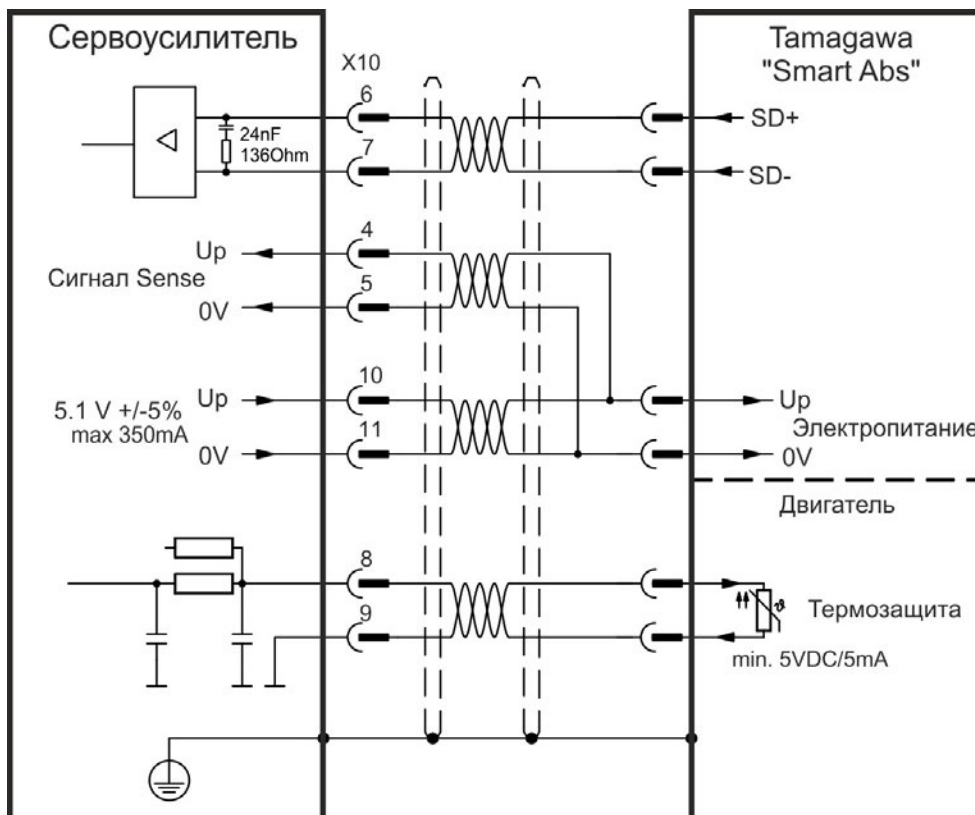 Сервоусилитель
X10
Tamagawa
"Smart Abs"
6
SD+
24nF
136Ohm
7
SD-
4
Up
Сигнал Sense
5
0V
10
5.1 V +/-5%
max 350mA
Up
Up
Электропитание
11
0V
0V
Двигатель
8
9
ϑ
Термозащита
min. 5VDC/5mA